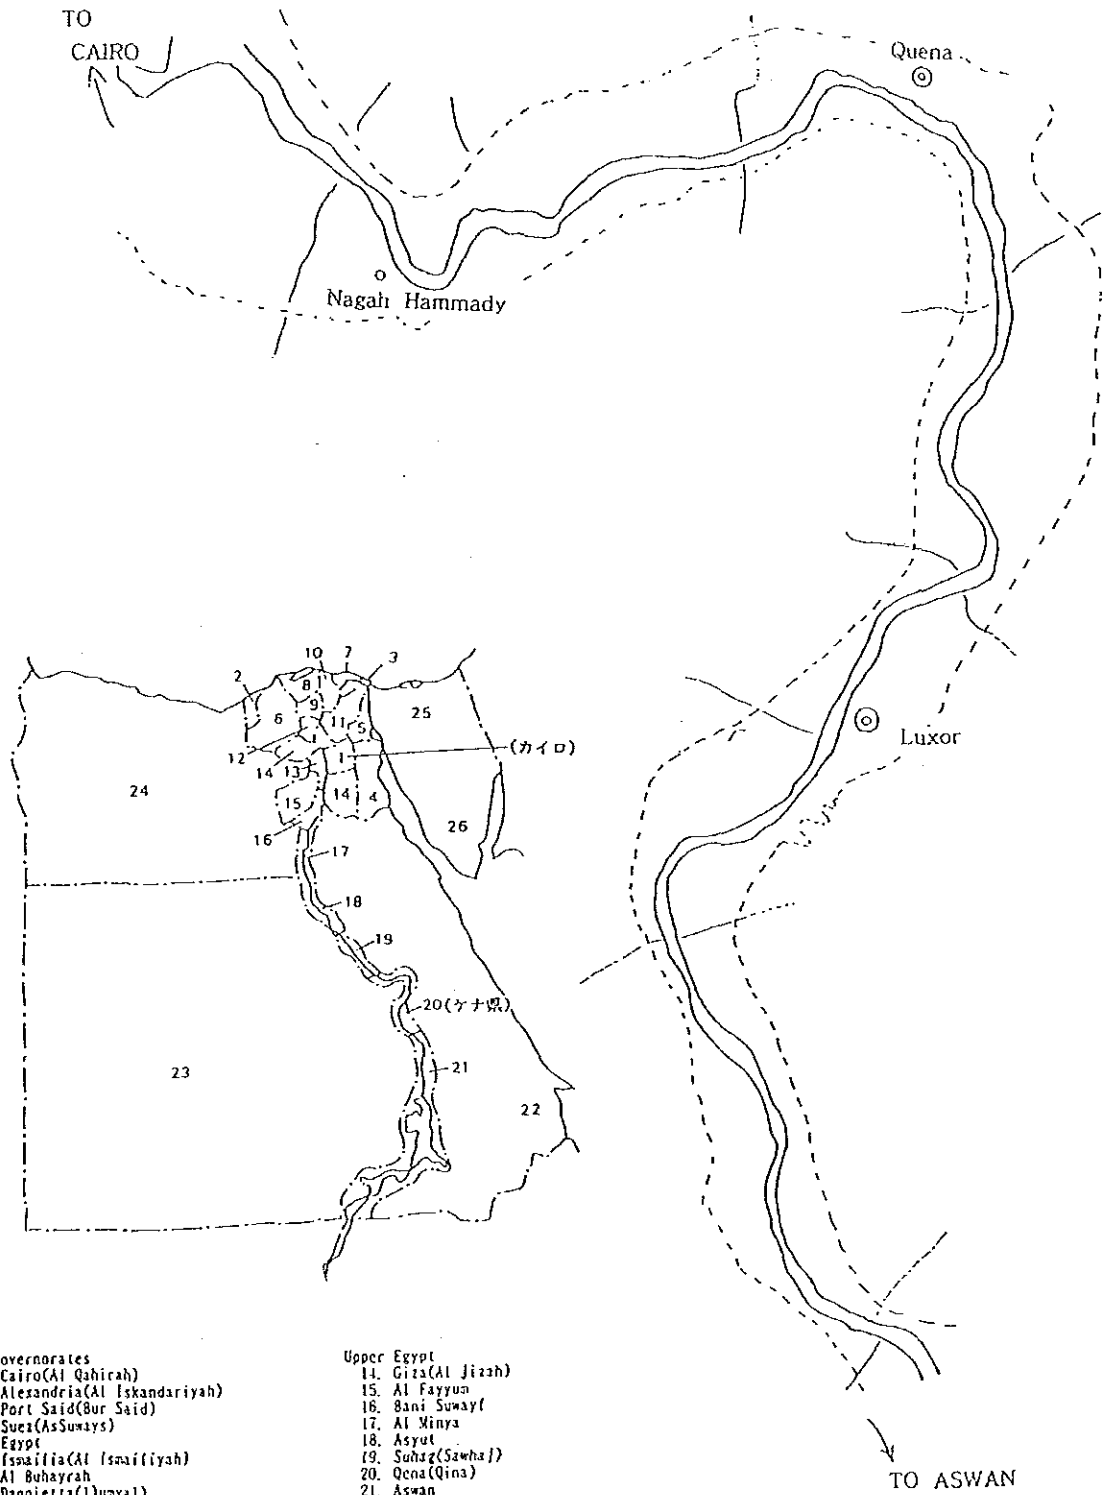 TO
CAIRO
Quena
Nagah Hammady
Luxor
TO ASWAN
10
7
3
2
8
9
6
11
5
25
12
14
13
1
(カイロ)
24
15
14
4
16
26
17
18
19
20(ケナ県)
23
21
22
overnorates
Cairo(Al Qahirah)
Alexandria(Al Iskandariyah)
Port Said(Bur Said)
Suez(AsSuways)
Egypt
Ismailia(Al Ismailiyah)
Al Buhayrah
Upper Egypt
14. Giza(Al Jizah)
15. Al Fayyum
16. Bani Suwayf
17. Al Minya
18. Asyut
19. Suhag(Sawhaj)
20. Qena(Qina)
21. Aswan